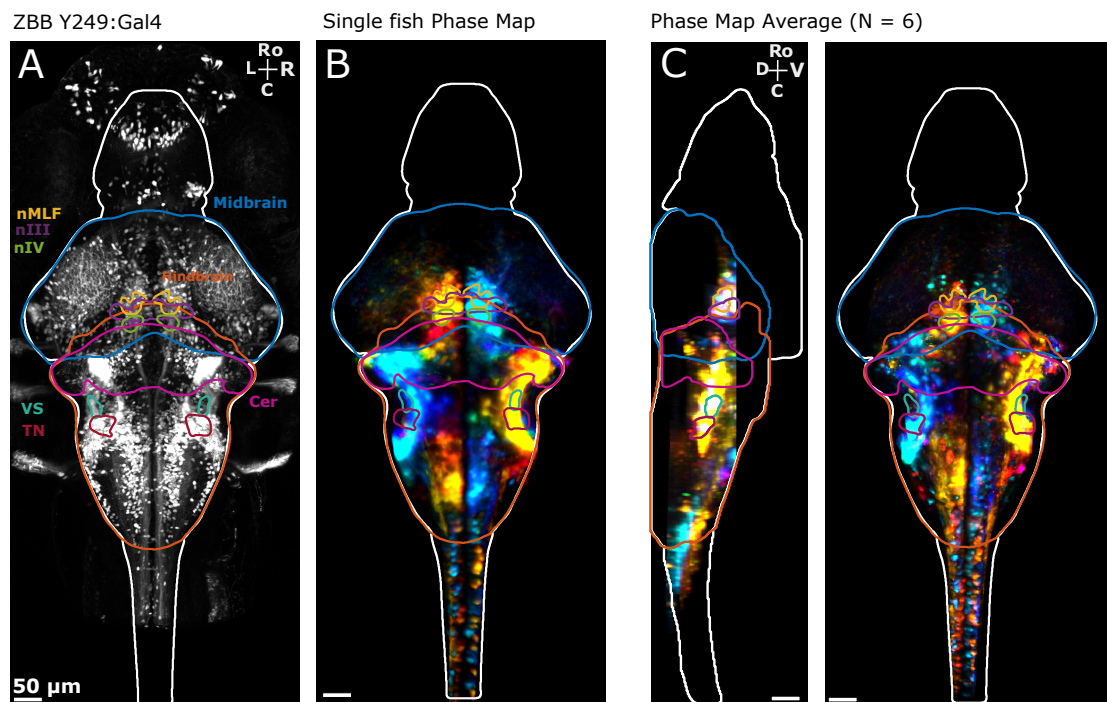 ZBB Y249:Gal4
Single fish Phase Map
Phase Map Average (N = 6)
A
Ro
L R
C
B
C
Ro
D V
C
Midbrain
nMLF
nIII
nIV
Hindbrain
VS
TN
Cer
50 µm